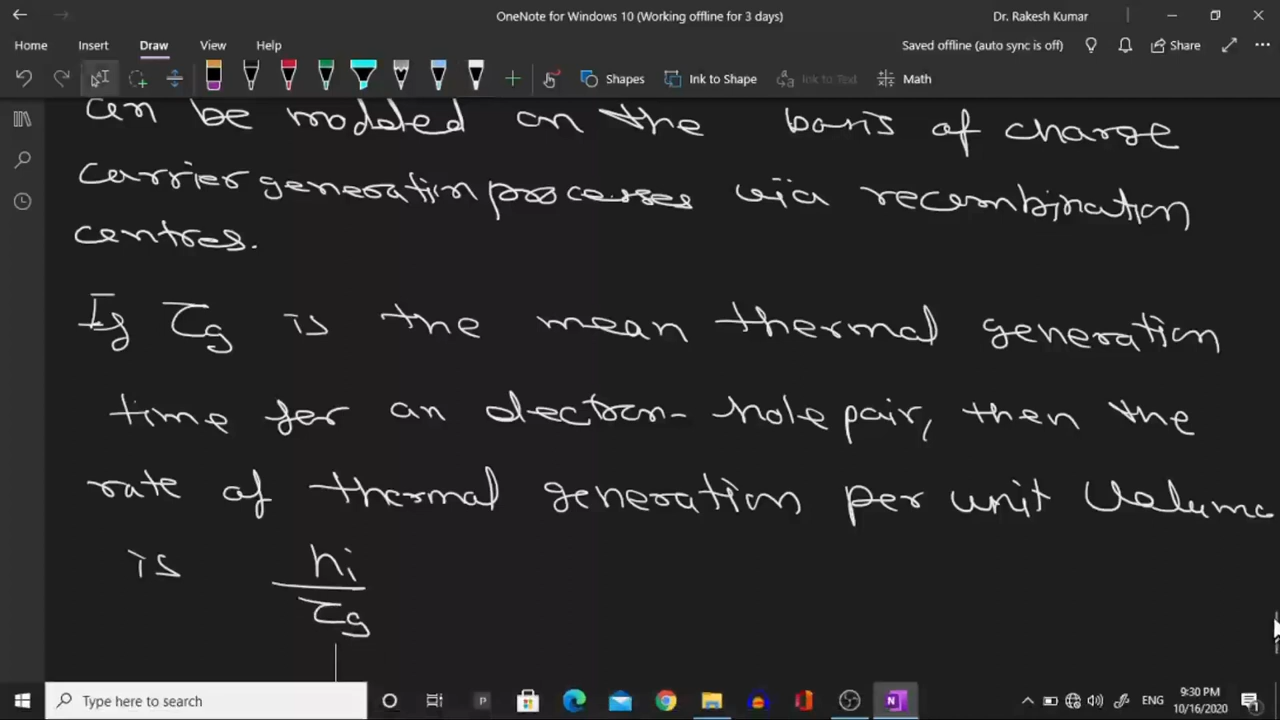 OneNote for Windows 10 (Working offline for 3 days)
Dr. Rakesh Kumar
Home Insert Draw View Help
Saved offline (auto sync is off) Share
Shapes Ink to Shape Ink to Text Math
can be modeled on the basis of charge
carrier generation processes via recombination
centres.
If τg is the mean thermal generation
time for an electron-hole pair, then the
rate of thermal generation per unit volume
is ni
τg
Type here to search
P
ENG
9:30 PM
10/16/2020
1